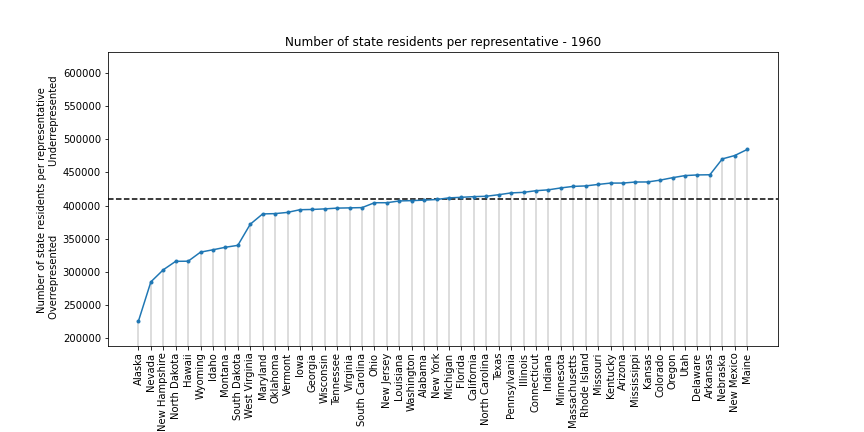 Number of state residents per representative - 1960
Number of state residents per representative
Overrepresented Underrepresented
600000
550000
500000
450000
400000
350000
300000
250000
200000
Alaska
Nevada
New Hampshire
North Dakota
Hawaii
Wyoming
Idaho
Montana
South Dakota
West Virginia
Maryland
Oklahoma
Vermont
Iowa
Georgia
Wisconsin
Tennessee
Virginia
South Carolina
Ohio
New Jersey
Louisiana
Washington
Alabama
New York
Michigan
Florida
California
North Carolina
Texas
Pennsylvania
Illinois
Connecticut
Indiana
Minnesota
Massachusetts
Rhode Island
Missouri
Kentucky
Arizona
Mississippi
Kansas
Colorado
Oregon
Utah
Delaware
Arkansas
Nebraska
New Mexico
Maine